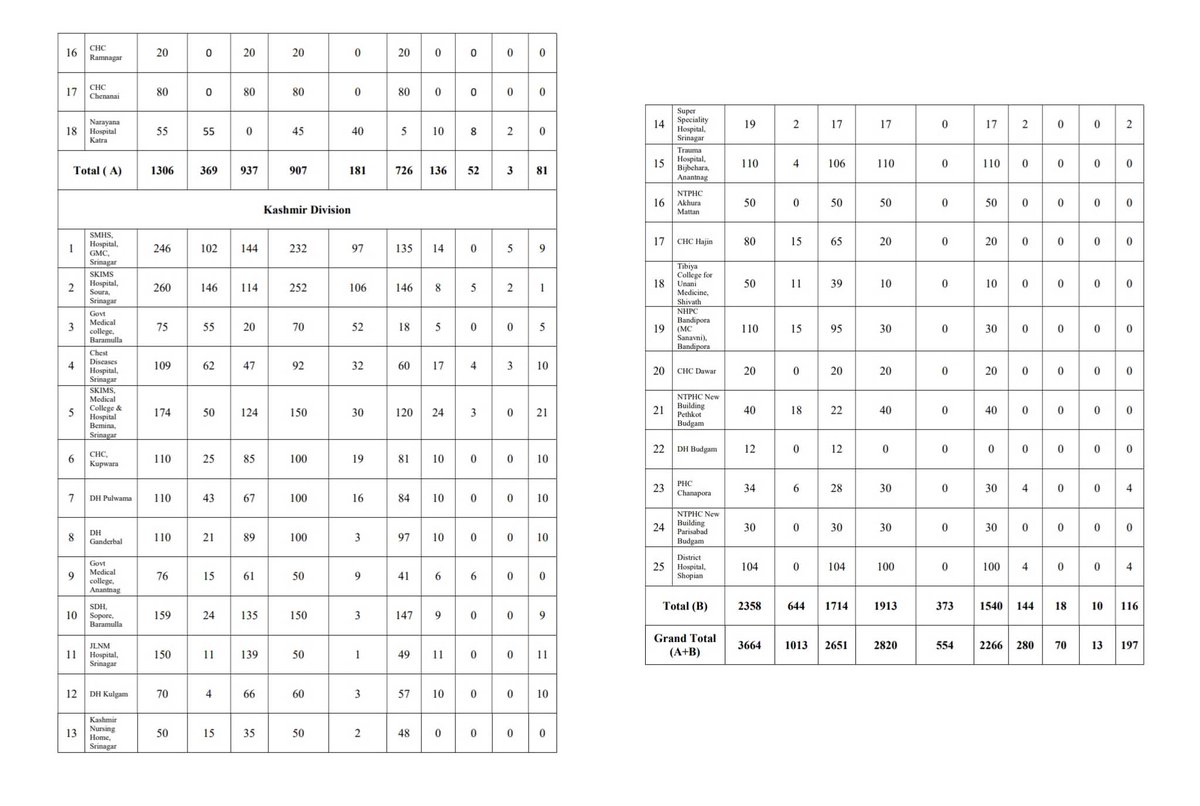 16 CHC Ramnagar 20 0 20 20 0 20 0 0 0 0
17 CHC Chenanai 80 0 80 80 0 80 0 0 0 0
18 Narayana Hospital Katra 55 55 0 45 40 5 10 8 2 0
Total ( A) 1306 369 937 907 181 726 136 52 3 81
Kashmir Division
1 SMHS, Hospital, GMC, Srinagar 246 102 144 232 97 135 14 0 5 9
2 SKIMS Hospital, Soura, Srinagar 260 146 114 252 106 146 8 5 2 1
3 Govt Medical college, Baramulla 75 55 20 70 52 18 5 0 0 5
4 Chest Diseases Hospital, Srinagar 109 62 47 92 32 60 17 4 3 10
5 SKIMS, Medical College & Hospital Bemina, Srinagar 174 50 124 150 30 120 24 3 0 21
6 CHC, Kupwara 110 25 85 100 19 81 10 0 0 10
7 DH Pulwama 110 43 67 100 16 84 10 0 0 10
8 DH Ganderbal 110 21 89 100 3 97 10 0 0 10
9 Govt Medical college, Anantnag 76 15 61 50 9 41 6 6 0 0
10 SDH, Sopore, Baramulla 159 24 135 150 3 147 9 0 0 9
11 JLNM Hospital, Srinagar 150 11 139 50 1 49 11 0 0 11
12 DH Kulgam 70 4 66 60 3 57 10 0 0 10
13 Kashmir Nursing Home, Srinagar 50 15 35 50 2 48 0 0 0 0
14 Super Speciality Hospital, Srinagar 19 2 17 17 0 17 2 0 0 2
15 Trauma Hospital, Bijbehara, Anantnag 110 4 106 110 0 110 0 0 0 0
16 NTPHC Akhura Mattan 50 0 50 50 0 50 0 0 0 0
17 CHC Hajin 80 15 65 20 0 20 0 0 0 0
18 Tibiya College for Unani Medicine, Shivath 50 11 39 10 0 10 0 0 0 0
19 NHPC Bandipora (MC Sanavni), Bandipora 110 15 95 30 0 30 0 0 0 0
20 CHC Dawar 20 0 20 20 0 20 0 0 0 0
21 NTPHC New Building Pethkot Budgam 40 18 22 40 0 40 0 0 0 0
22 DH Budgam 12 0 12 0 0 0 0 0 0 0
23 PHC Chanapora 34 6 28 30 0 30 4 0 0 4
24 NTPHC New Building Parisabad Budgam 30 0 30 30 0 30 0 0 0 0
25 District Hospital, Shopian 104 0 104 100 0 100 4 0 0 4
Total (B) 2358 644 1714 1913 373 1540 144 18 10 116
Grand Total (A+B) 3664 1013 2651 2820 554 2266 280 70 13 197